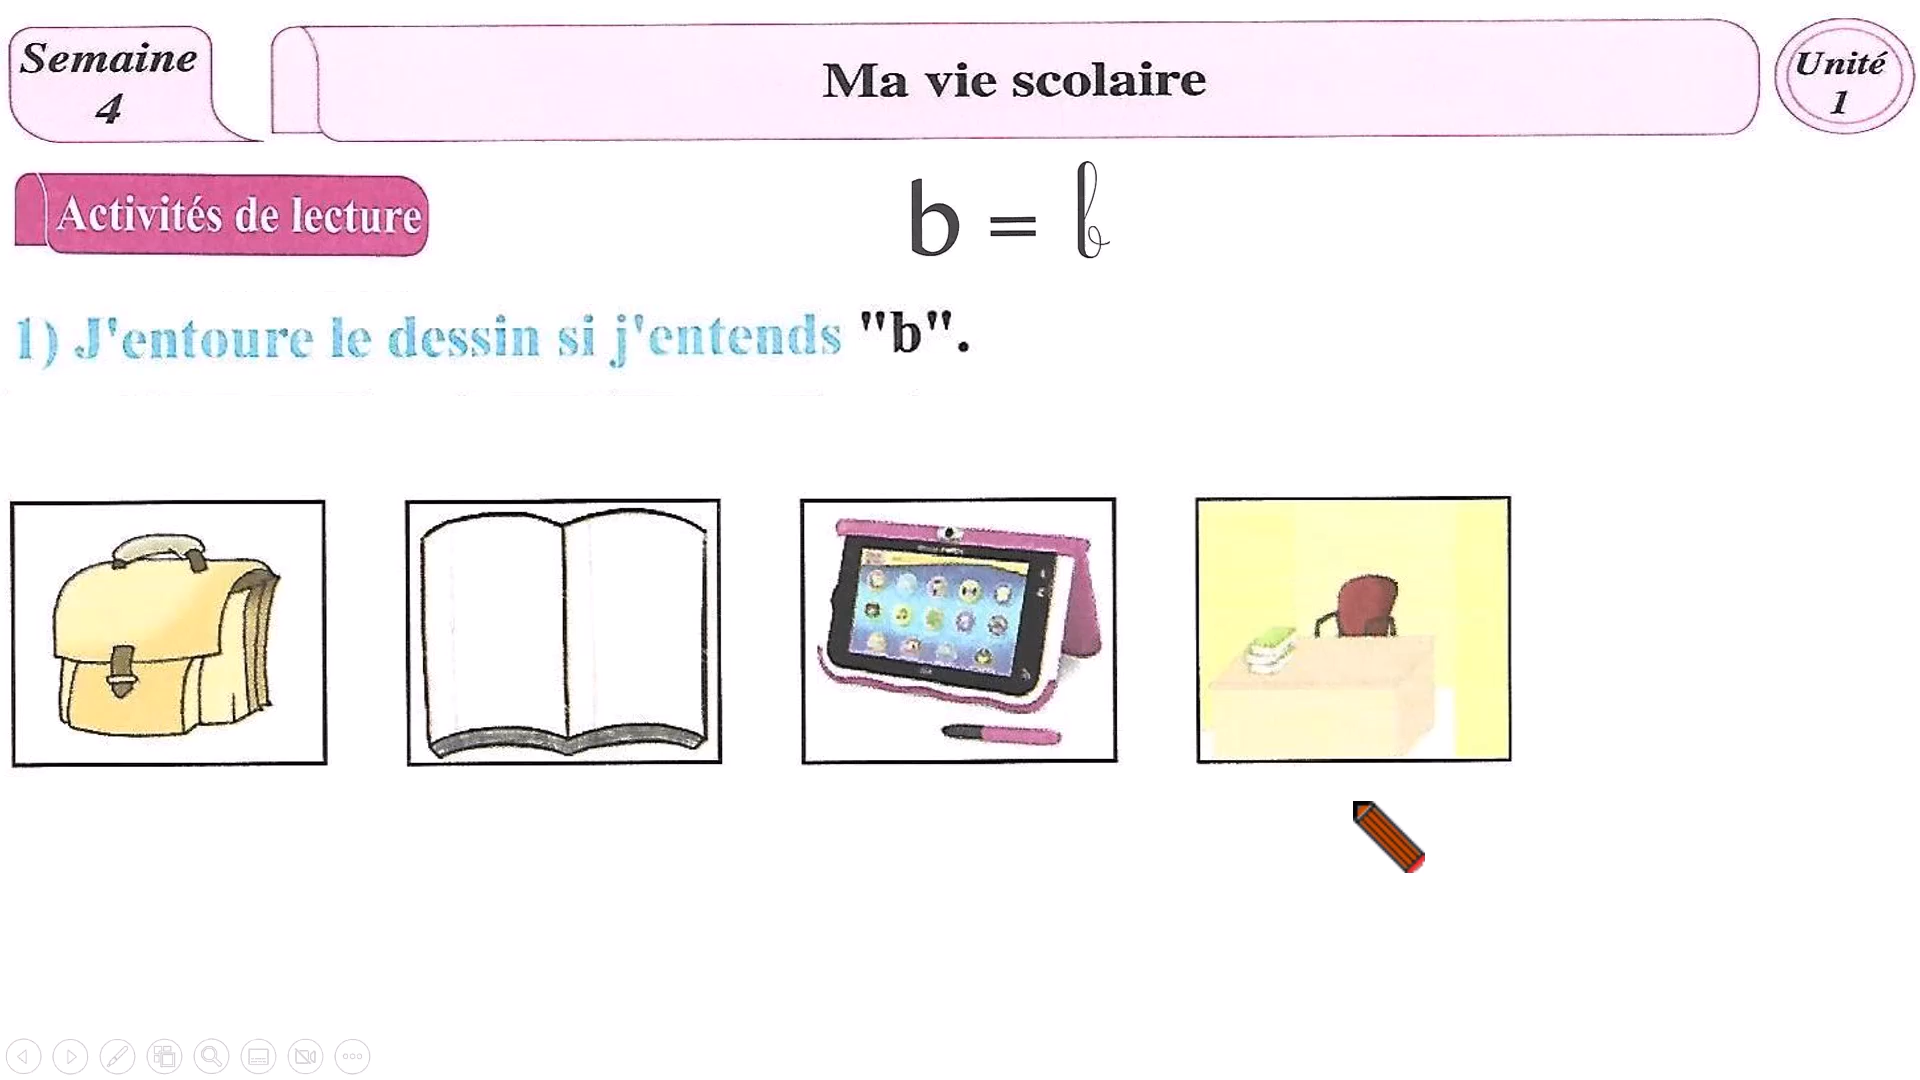 Semaine
4
Ma vie scolaire
Unité
1
Activités de lecture
b = b
1) J'entoure le dessin si j'entends "b".